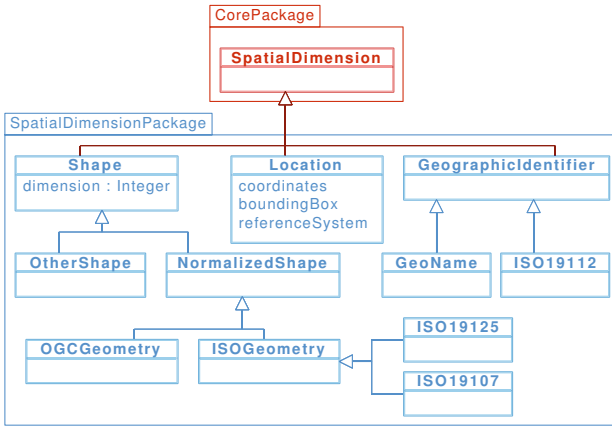 CorePackage
SpatialDimension
SpatialDimensionPackage
Shape
dimension : Integer
Location
coordinates
boundingBox
referenceSystem
GeographicIdentifier
OtherShape
NormalizedShape
GeoName
ISO19112
OGCGeometry
ISOGeometry
ISO19125
ISO19107